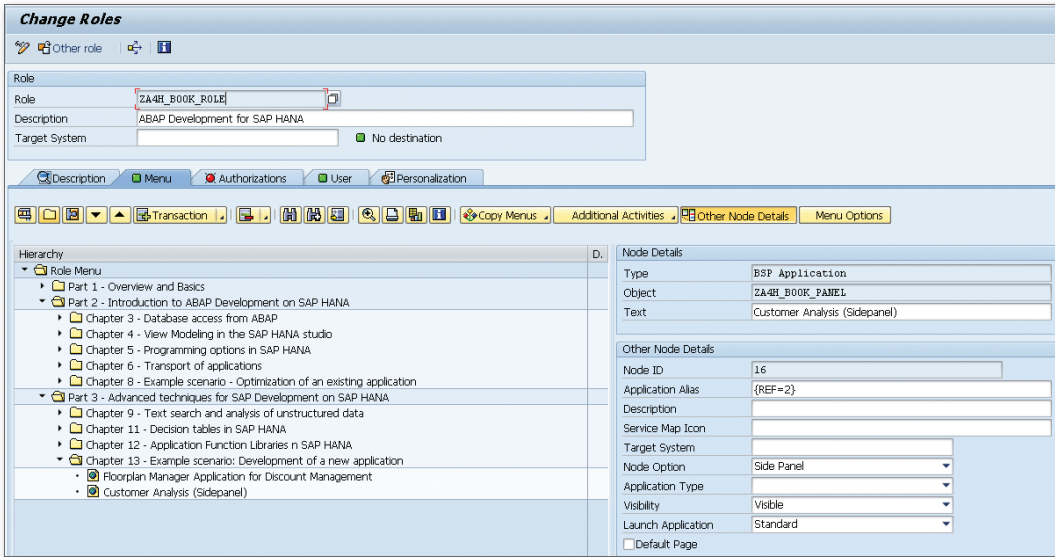 Change Roles
Other role
Role
Role ZA4H_BOOK_ROLE
Description ABAP Development for SAP HANA
Target System No destination
Description Menu Authorizations User Personalization
Transaction Copy Menus Additional Activities Other Node Details Menu Options
Hierarchy D.
Role Menu
Part 1 - Overview and Basics
Part 2 - Introduction to ABAP Development on SAP HANA
Chapter 3 - Database access from ABAP
Chapter 4 - View Modeling in the SAP HANA studio
Chapter 5 - Programming options in SAP HANA
Chapter 6 - Transport of applications
Chapter 8 - Example scenario - Optimization of an existing application
Part 3 - Advanced techniques for SAP Development on SAP HANA
Chapter 9 - Text search and analysis of unstructured data
Chapter 11 - Decision tables in SAP HANA
Chapter 12 - Application Function Libraries n SAP HANA
Chapter 13 - Example scenario: Development of a new application
Floorplan Manager Application for Discount Management
Customer Analysis (Sidepanel)
Node Details
Type BSP Application
Object ZA4H_BOOK_PANEL
Text Customer Analysis (Sidepanel)
Other Node Details
Node ID 16
Application Alias {REF=2}
Description
Service Map Icon
Target System
Node Option Side Panel
Application Type
Visibility Visible
Launch Application Standard
Default Page